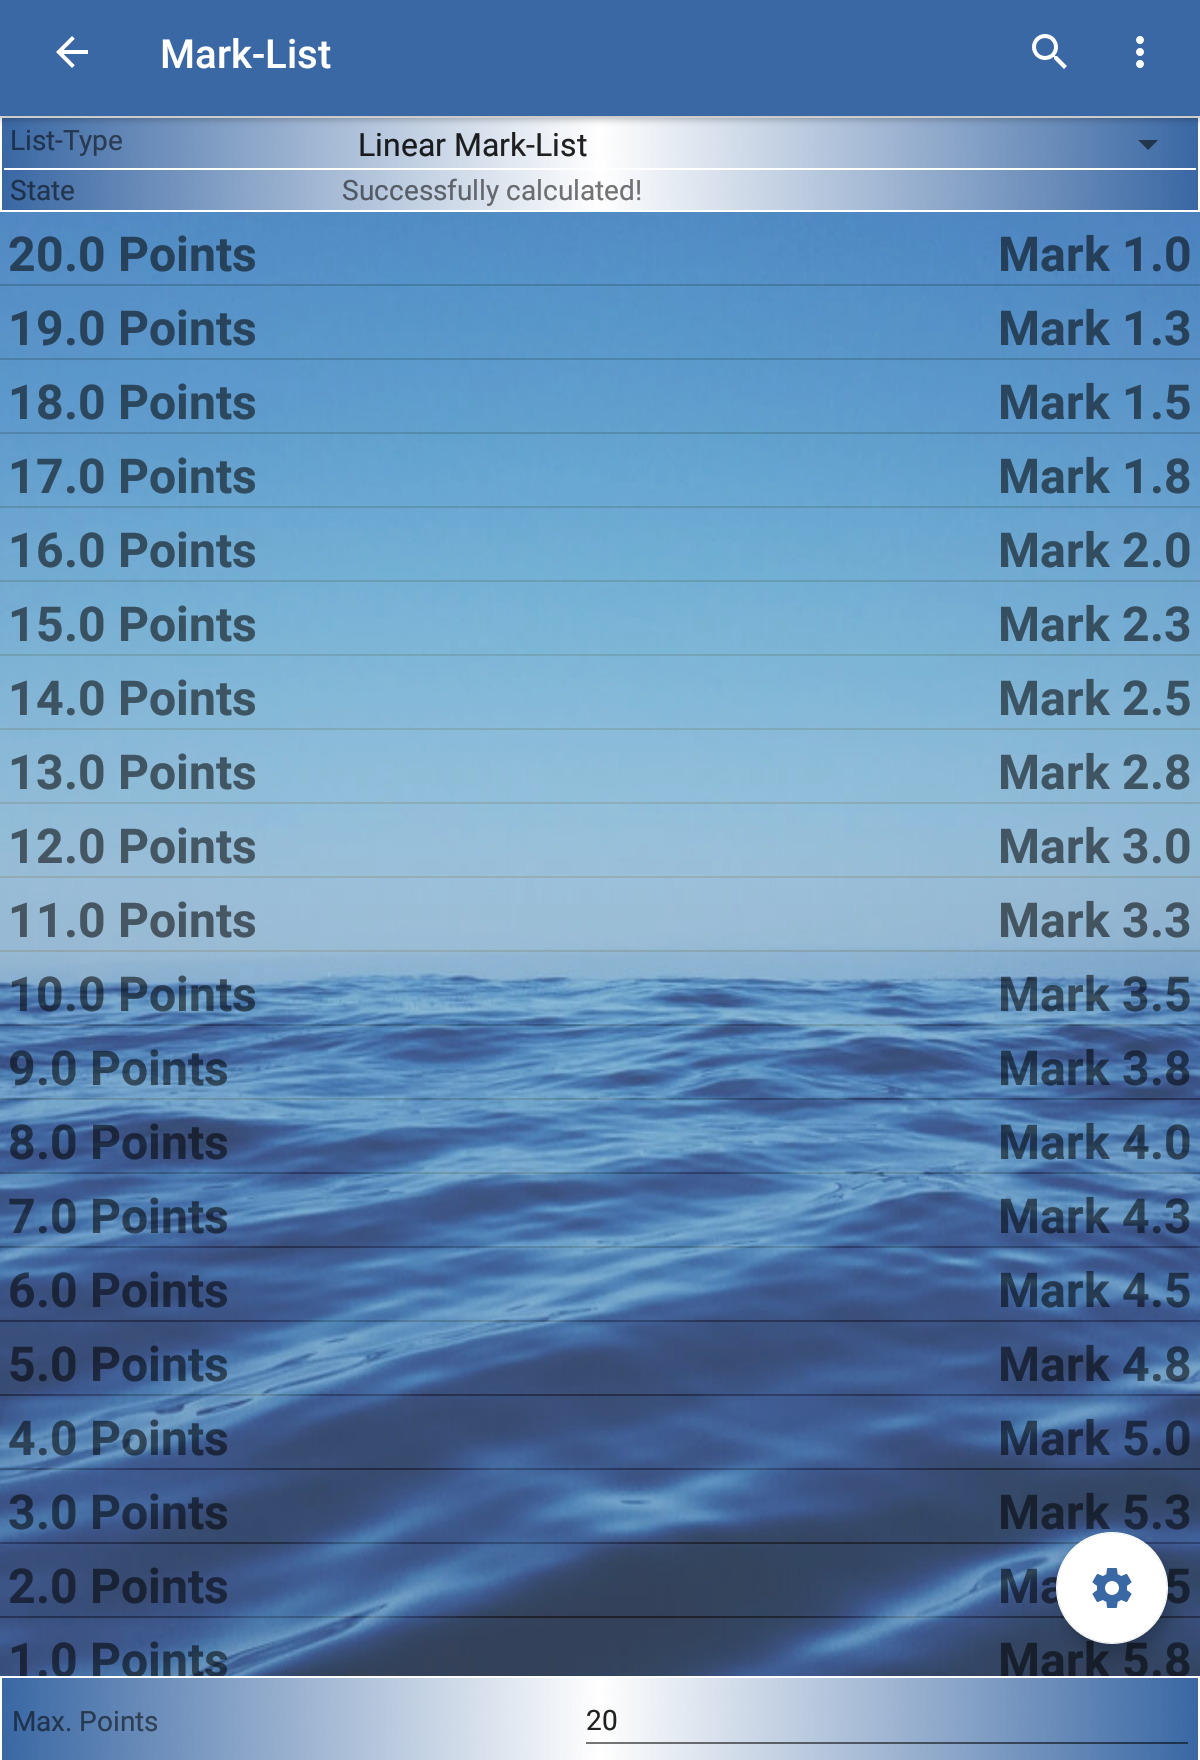 Mark-List
List-Type Linear Mark-List
State Successfully calculated!
20.0 Points Mark 1.0
19.0 Points Mark 1.3
18.0 Points Mark 1.5
17.0 Points Mark 1.8
16.0 Points Mark 2.0
15.0 Points Mark 2.3
14.0 Points Mark 2.5
13.0 Points Mark 2.8
12.0 Points Mark 3.0
11.0 Points Mark 3.3
10.0 Points Mark 3.5
9.0 Points Mark 3.8
8.0 Points Mark 4.0
7.0 Points Mark 4.3
6.0 Points Mark 4.5
5.0 Points Mark 4.8
4.0 Points Mark 5.0
3.0 Points Mark 5.3
2.0 Points
1.0 Points Mark 5.8
Max. Points 20